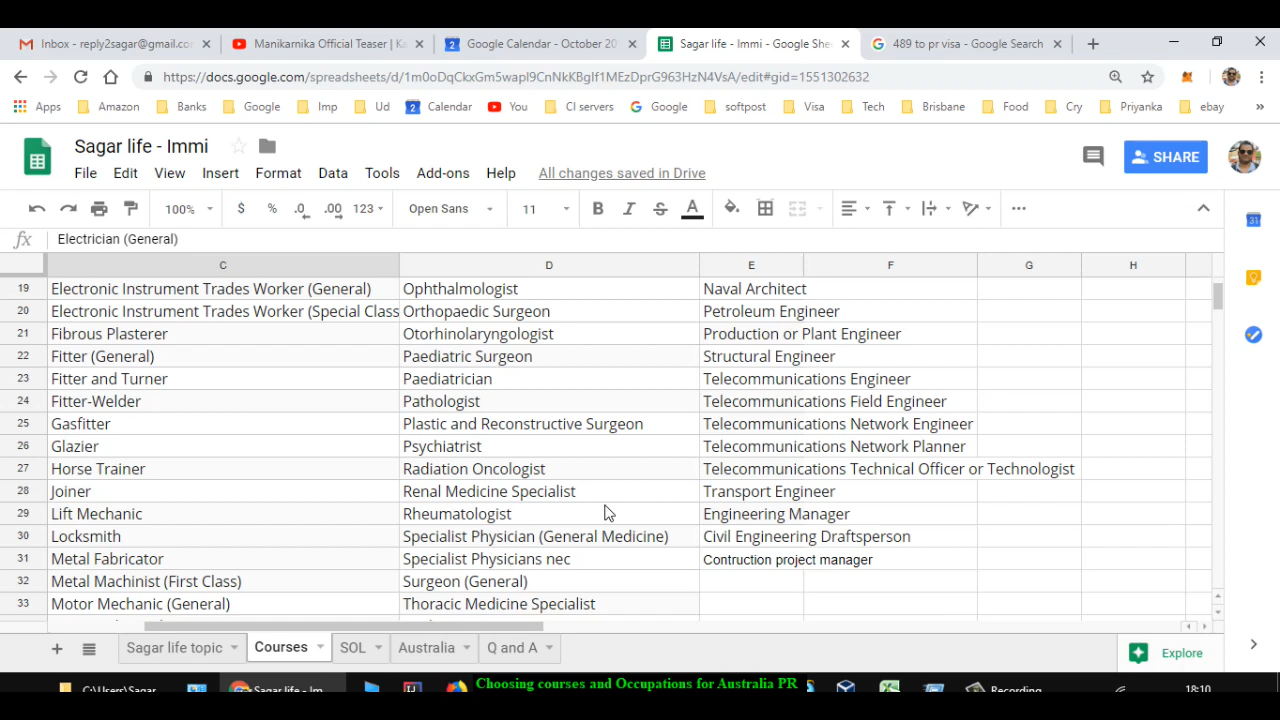 Inbox - reply2sagar@gmail.co
Manikarnika Official Teaser | Ka
Google Calendar - October 20
Sagar life - Immi - Google She
489 to pr visa - Google Search
Apps Amazon Banks Google Imp Ud Calendar You CI servers Google softpost Visa Tech Brisbane Food Cry Priyanka ebay »
Sagar life - Immi
SHARE
File Edit View Insert Format Data Tools Add-ons Help All changes saved in Drive
100% $ % .0 .00 123 Open Sans 11 B I S A
fx Electrician (General)
C D E F G H
19 Electronic Instrument Trades Worker (General) Ophthalmologist Naval Architect
20 Electronic Instrument Trades Worker (Special Class Orthopaedic Surgeon Petroleum Engineer
21 Fibrous Plasterer Otorhinolaryngologist Production or Plant Engineer
22 Fitter (General) Paediatric Surgeon Structural Engineer
23 Fitter and Turner Paediatrician Telecommunications Engineer
24 Fitter-Welder Pathologist Telecommunications Field Engineer
25 Gasfitter Plastic and Reconstructive Surgeon Telecommunications Network Engineer
26 Glazier Psychiatrist Telecommunications Network Planner
27 Horse Trainer Radiation Oncologist Telecommunications Technical Officer or Technologist
28 Joiner Renal Medicine Specialist Transport Engineer
29 Lift Mechanic Rheumatologist Engineering Manager
30 Locksmith Specialist Physician (General Medicine) Civil Engineering Draftsperson
31 Metal Fabricator Specialist Physicians nec Contruction project manager
32 Metal Machinist (First Class) Surgeon (General)
33 Motor Mechanic (General) Thoracic Medicine Specialist
Sagar life topic Courses SOL Australia Q and A Explore
C:\Users\Sagar Sagar life - Im Choosing courses and Occupations for Australia PR Recording 18:10